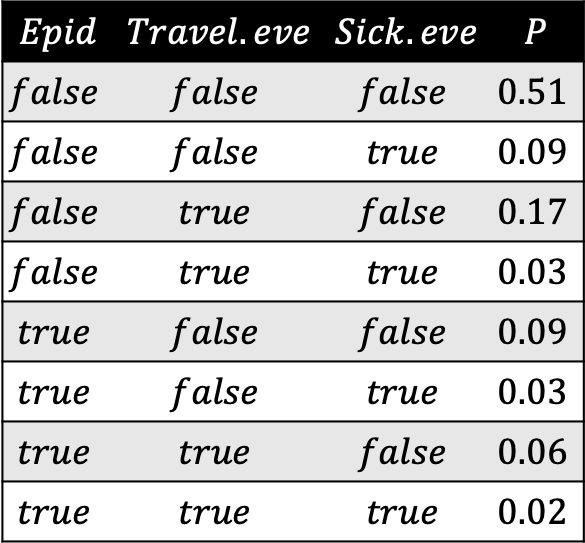 Epid Travel.eve Sick.eve P
false false false 0.51
false false true 0.09
false true false 0.17
false true true 0.03
true false false 0.09
true false true 0.03
true true false 0.06
true true true 0.02